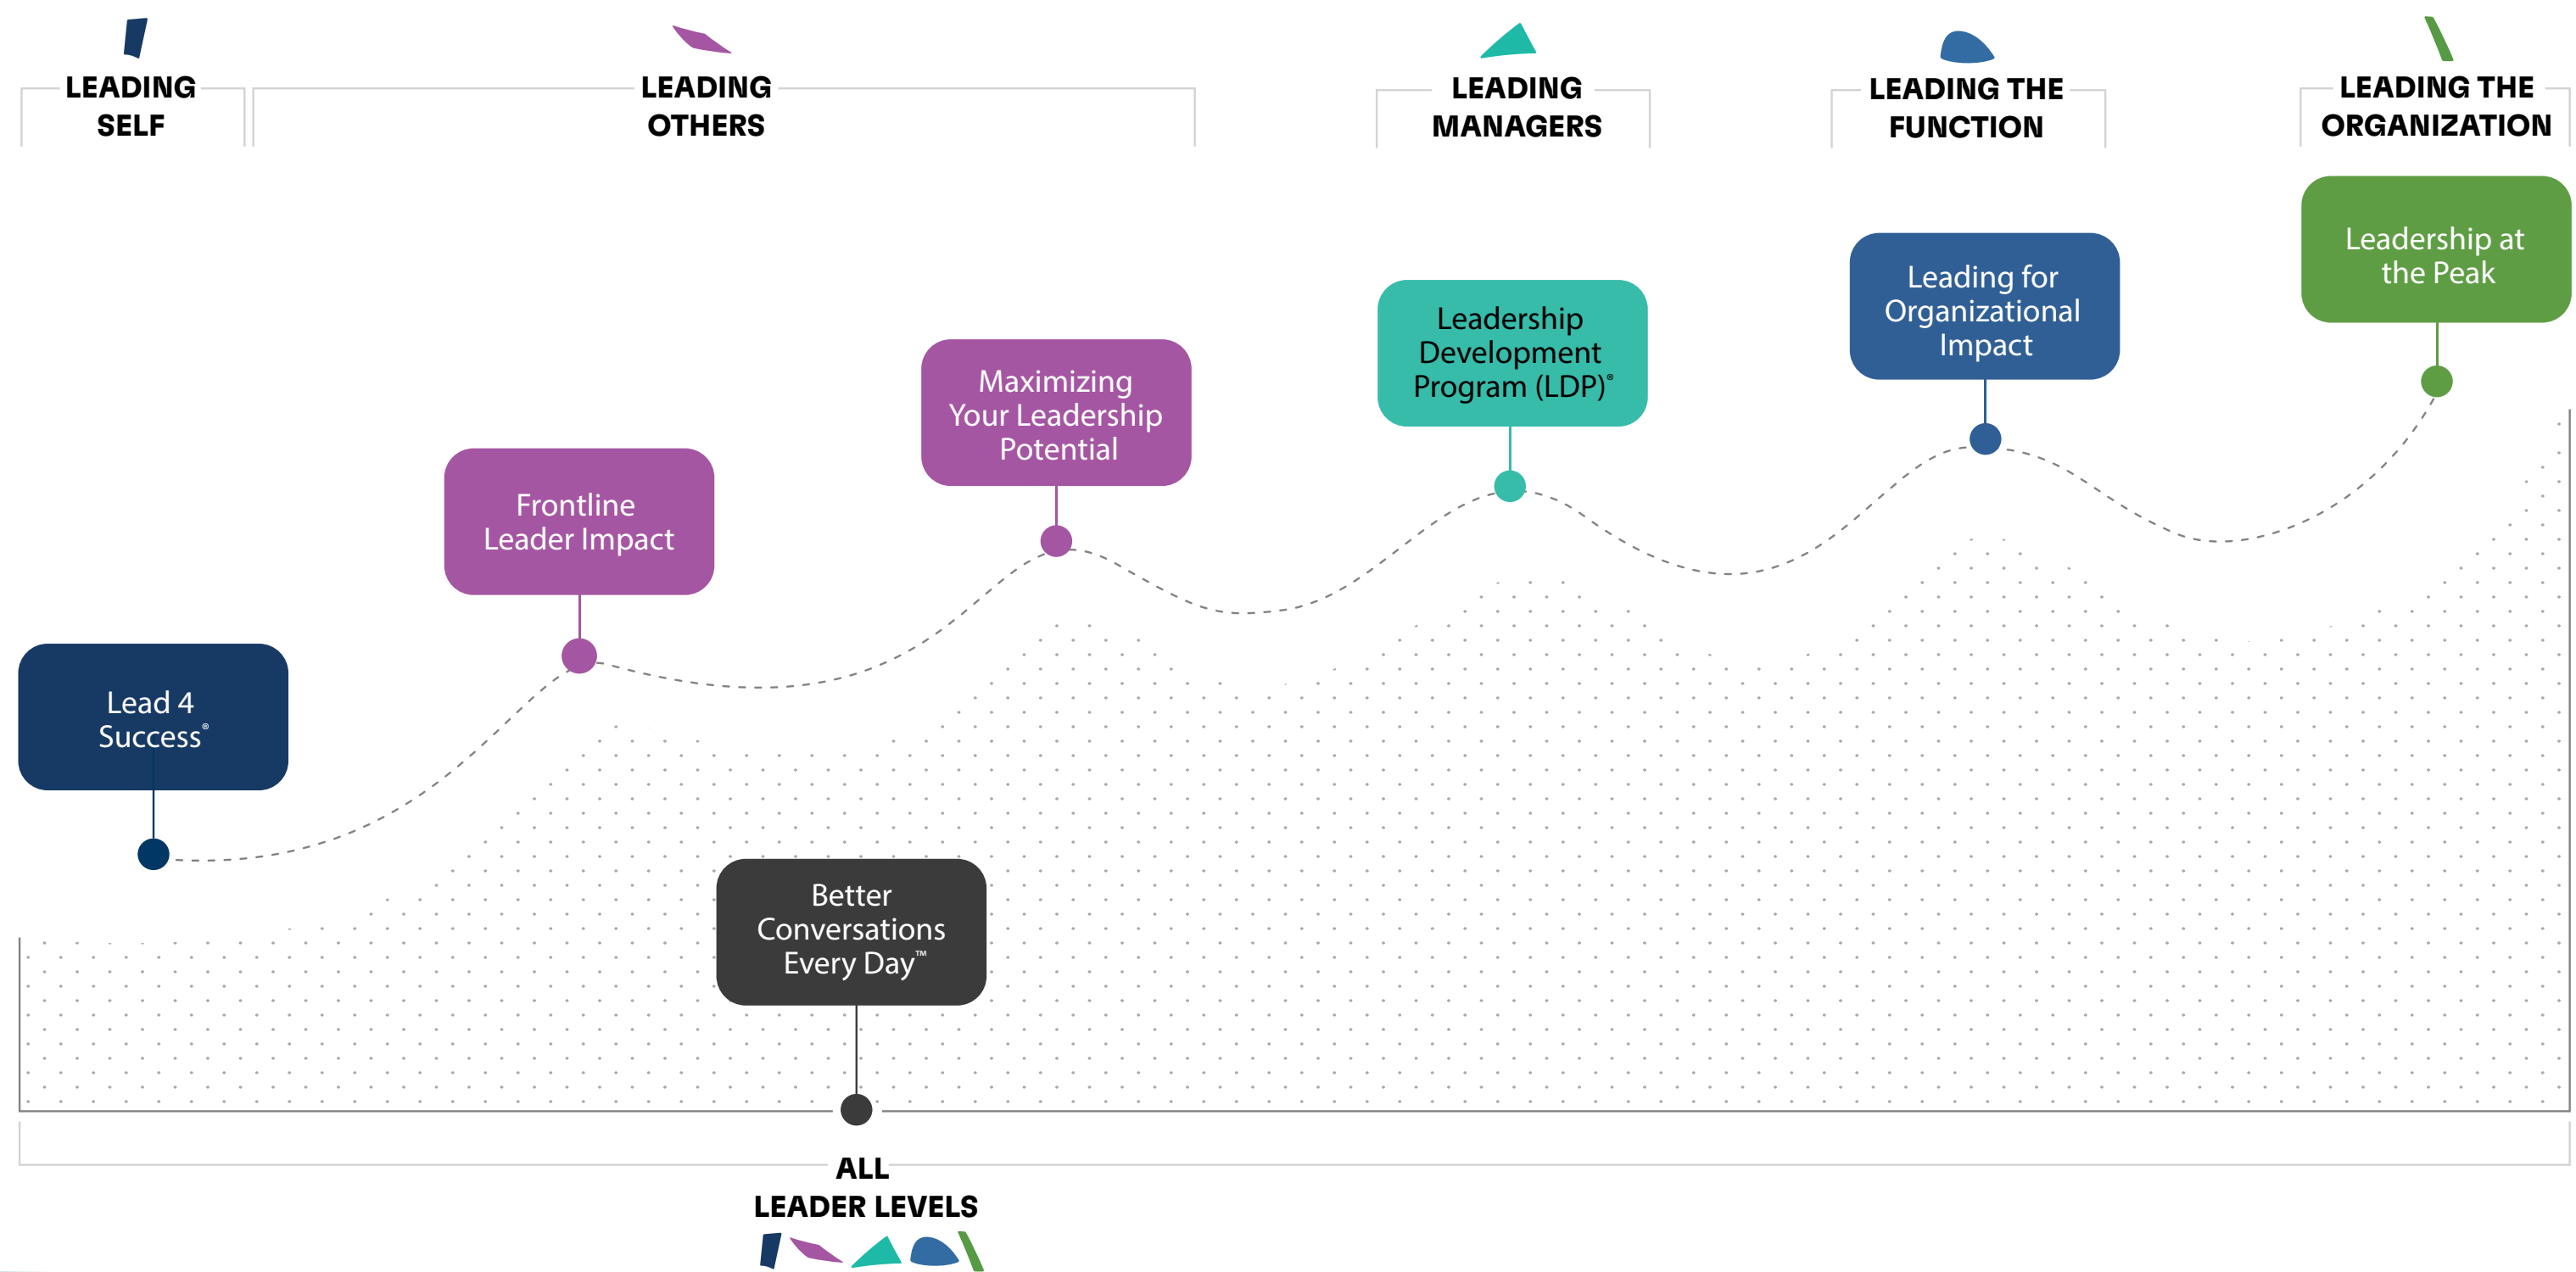 LEADING
SELF
LEADING
OTHERS
LEADING
MANAGERS
LEADING THE
FUNCTION
LEADING THE
ORGANIZATION
Lead 4
Success®
Frontline
Leader Impact
Maximizing
Your Leadership
Potential
Leadership
Development
Program (LDP)®
Leading for
Organizational
Impact
Leadership at
the Peak
Better
Conversations
Every Day™
ALL
LEADER LEVELS